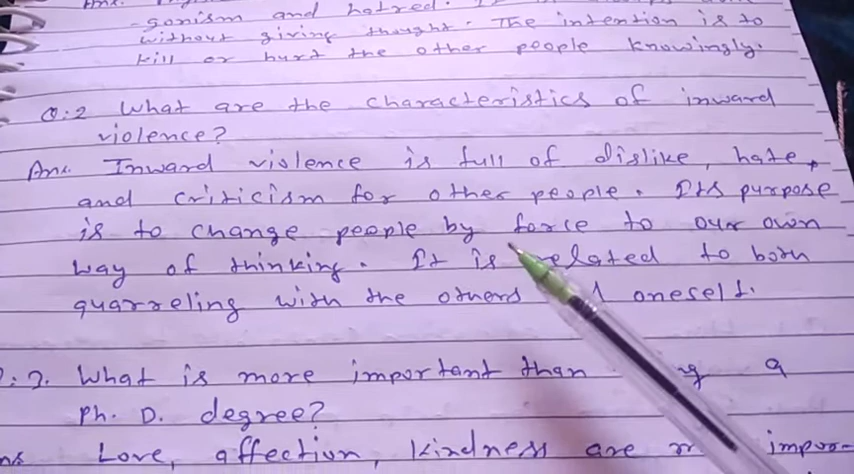 -gonism and hatred.
without giving thought. The intention is to
kill or hurt the other people knowingly.
Q:2 What are the characteristics of inward
violence?
Ans. Inward violence is full of dislike, hate,
and criticism for other people. Its purpose
is to change people by force to our own
way of thinking. It is related to both
quarreling with the others oneself.
:3. What is more important than a
Ph. D. degree?
ns Love, affection, kindness are impor-